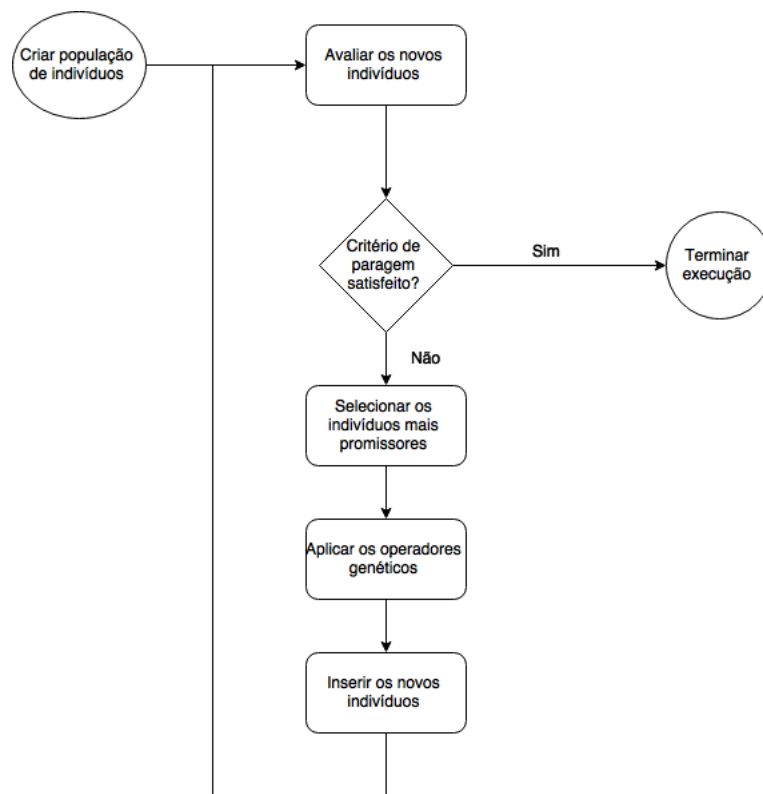 Criar população
de indivíduos
Avaliar os novos
indivíduos
Critério de
paragem
satisfeito?
Sim
Terminar
execução
Não
Selecionar os
indivíduos mais
promissores
Aplicar os operadores
genéticos
Inserir os novos
indivíduos